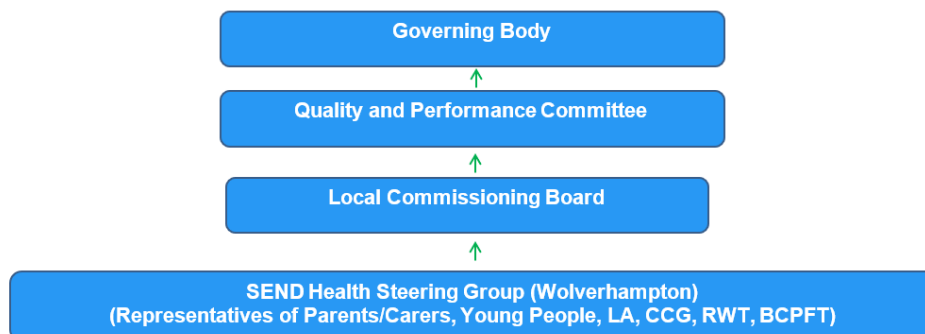 Governing Body
Quality and Performance Committee
Local Commissioning Board
SEND Health Steering Group (Wolverhampton)
(Representatives of Parents/Carers, Young People, LA, CCG, RWT, BCPFT)